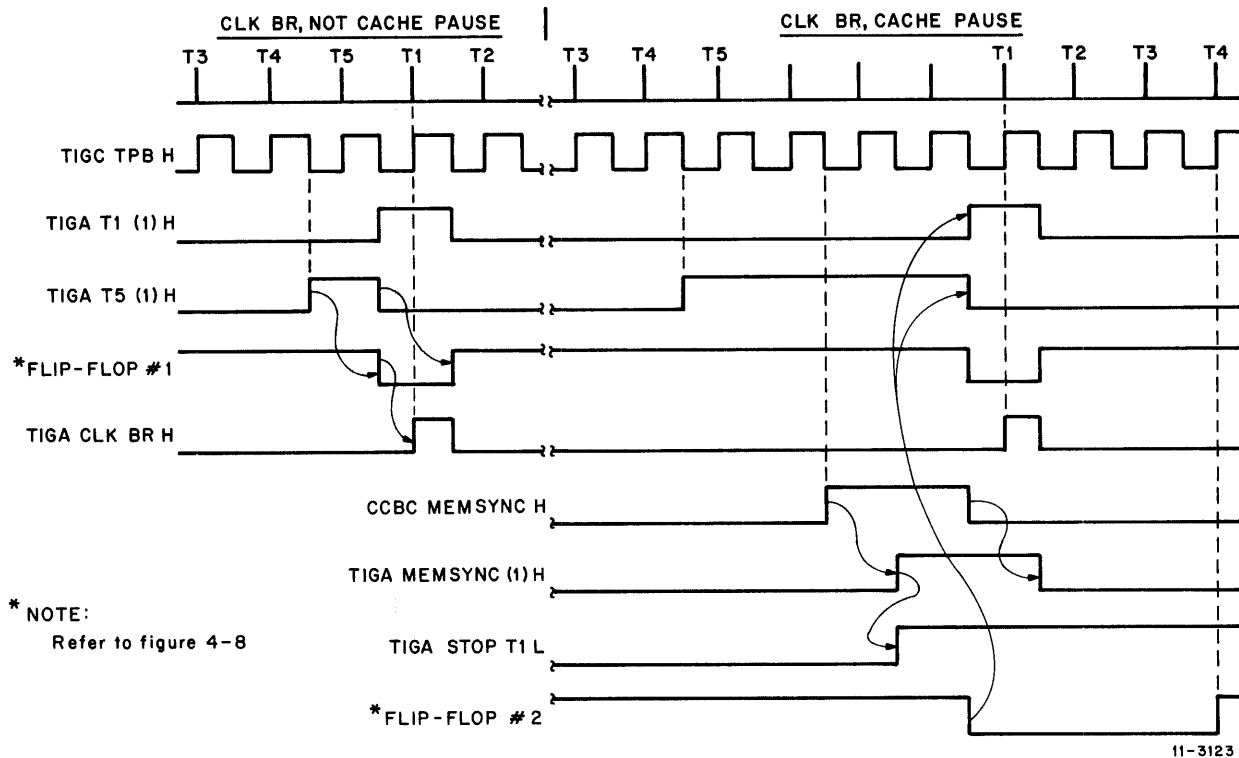 CLK BR, NOT CACHE PAUSE
CLK BR, CACHE PAUSE
T3 T4 T5 T1 T2 T3 T4 T5 T1 T2 T3 T4
TIGC TPB H
TIGA T1 (1) H
TIGA T5 (1) H
*FLIP-FLOP #1
TIGA CLK BR H
CCBC MEMSYNC H
TIGA MEMSYNC (1) H
*NOTE:
Refer to figure 4-8
TIGA STOP T1 L
*FLIP-FLOP #2
11-3123